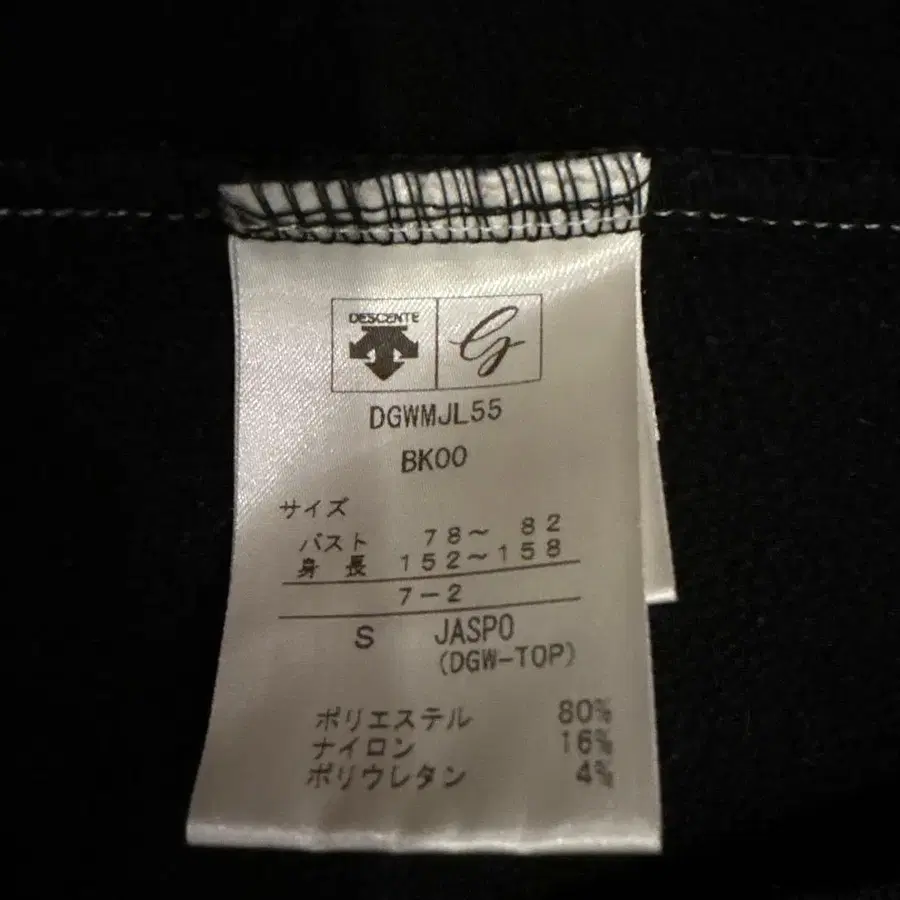 DESCENTE G
DGWMJL55
BK00
サイズ
バスト 78〜 82
身 長 152〜158
7-2
S JASPO
(DGW-TOP)
ポリエステル 80%
ナイロン 16%
ポリウレタン 4%